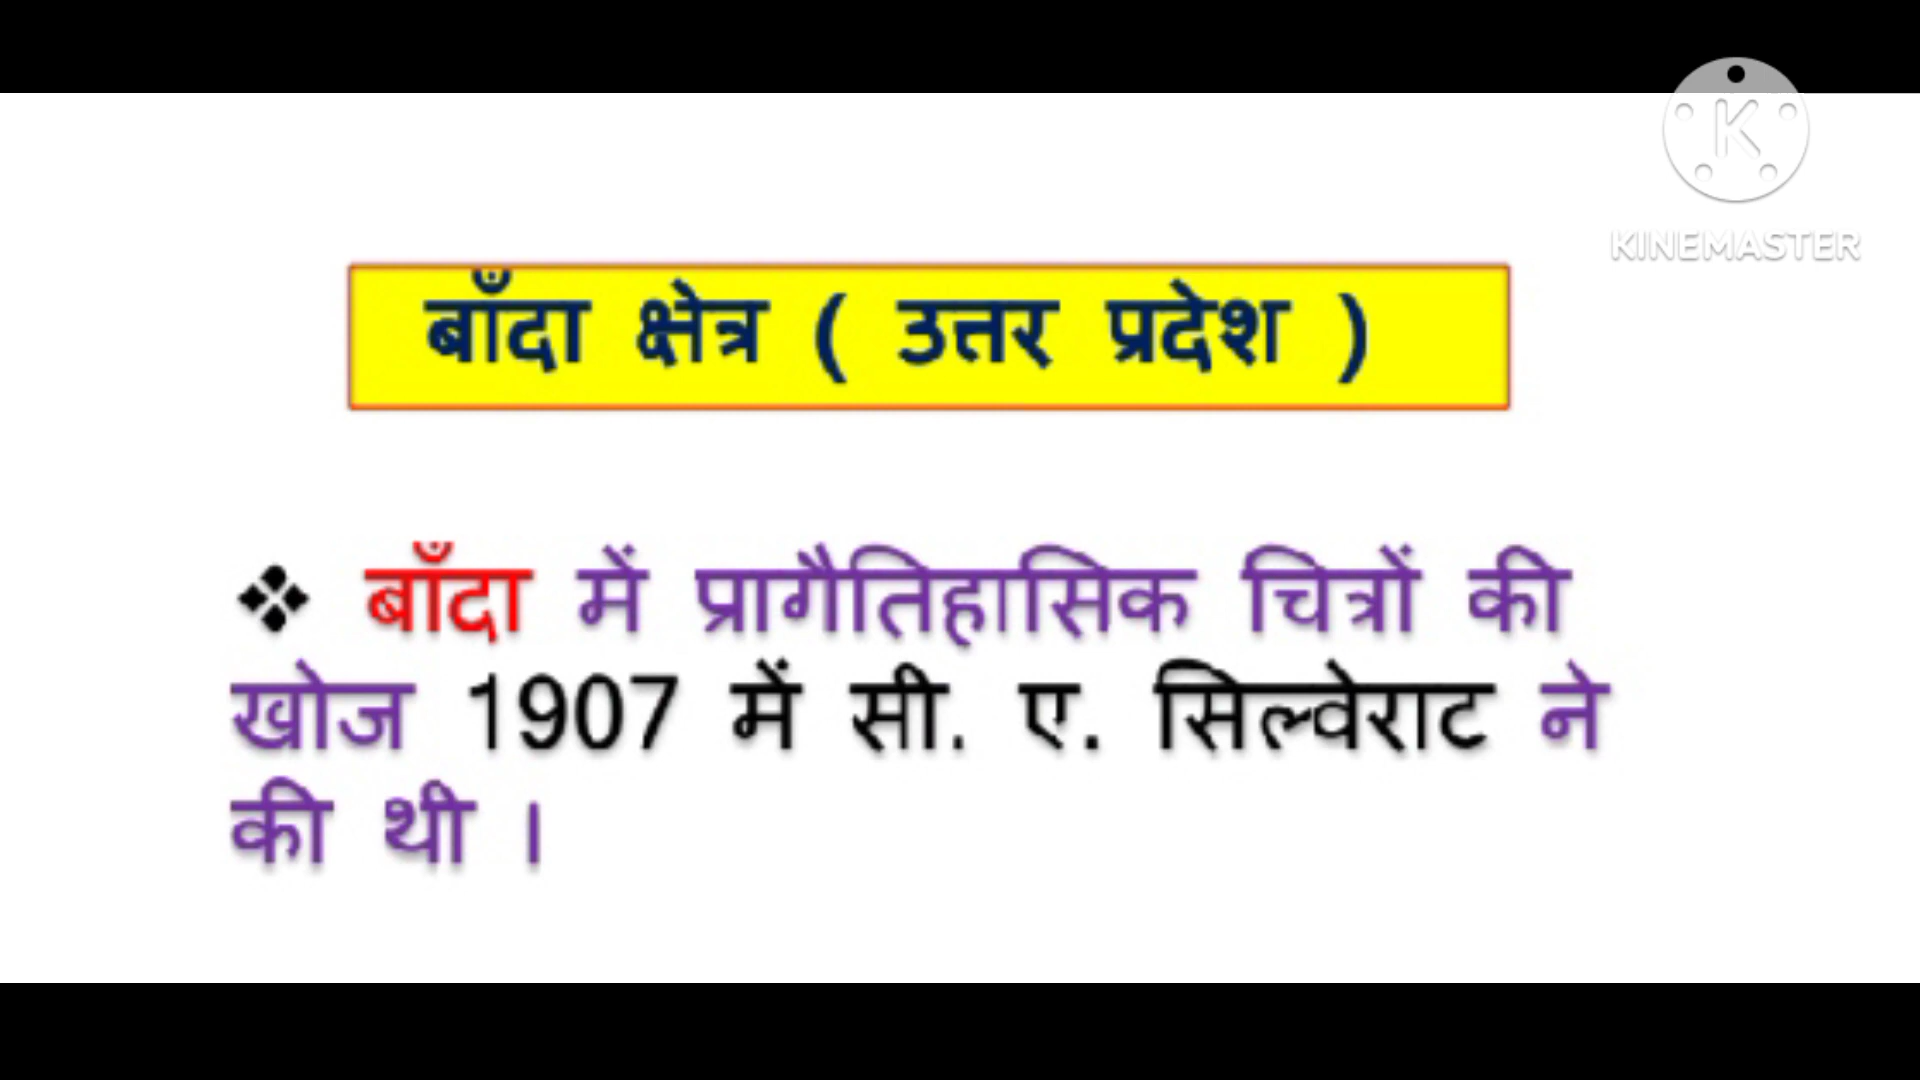 KINEMASTER
बाँदा क्षेत्र ( उत्तर प्रदेश )
❖ बाँदा में प्रागैतिहासिक चित्रों की
खोज 1907 में सी. ए. सिल्वेराट ने
की थी ।